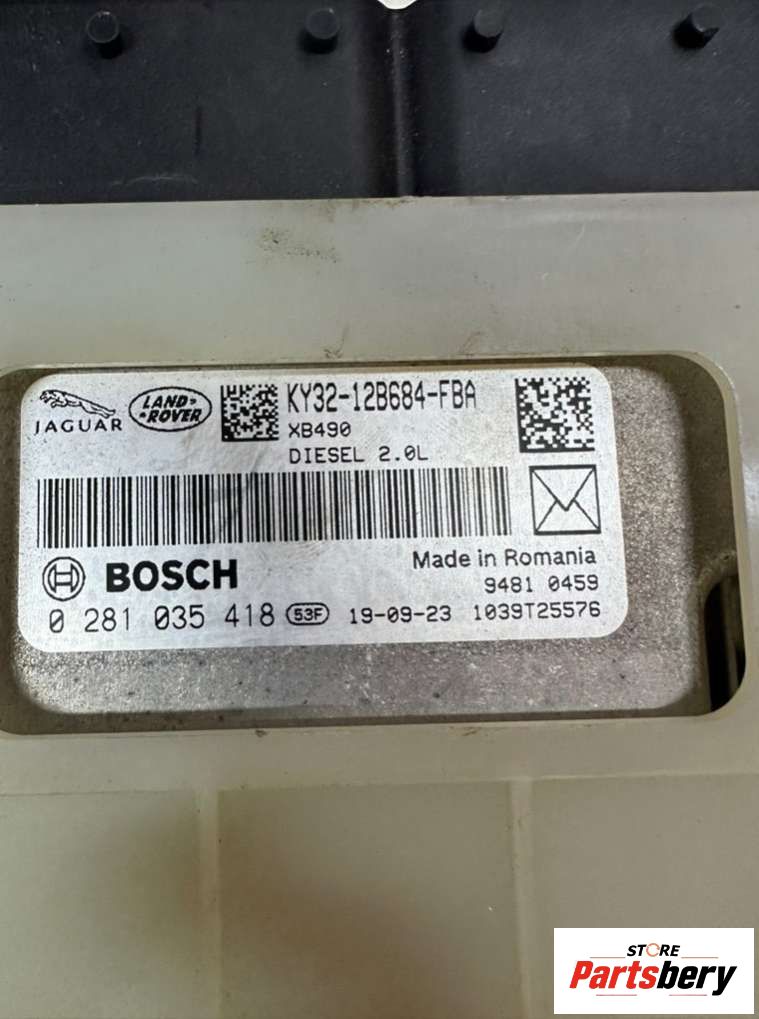 JAGUAR
LAND-
ROVER
KY32-12B684-FBA
XB490
DIESEL 2.0L
BOSCH
Made in Romania
9481 0459
0 281 035 418 53F 19-09-23 1039T25576
STORE
Partsbery